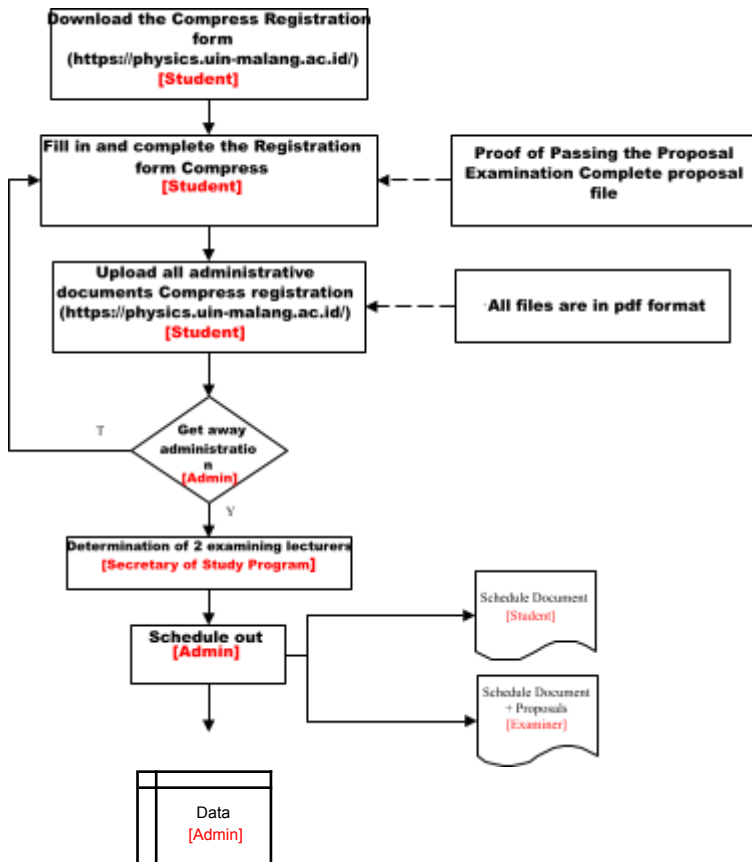 Download the Compress Registration
form
(https://physics.uin-malang.ac.id/)
[Student]
Fill in and complete the Registration
form Compress
[Student]
Proof of Passing the Proposal
Examination Complete proposal
file
Upload all administrative
documents Compress registration
(https://physics.uin-malang.ac.id/)
[Student]
All files are in pdf format
T
Get away
administratio
n
[Admin]
Y
Determination of 2 examining lecturers
[Secretary of Study Program]
Schedule out
[Admin]
Schedule Document
[Student]
Schedule Document
+ Proposals
[Examiner]
Data
[Admin]